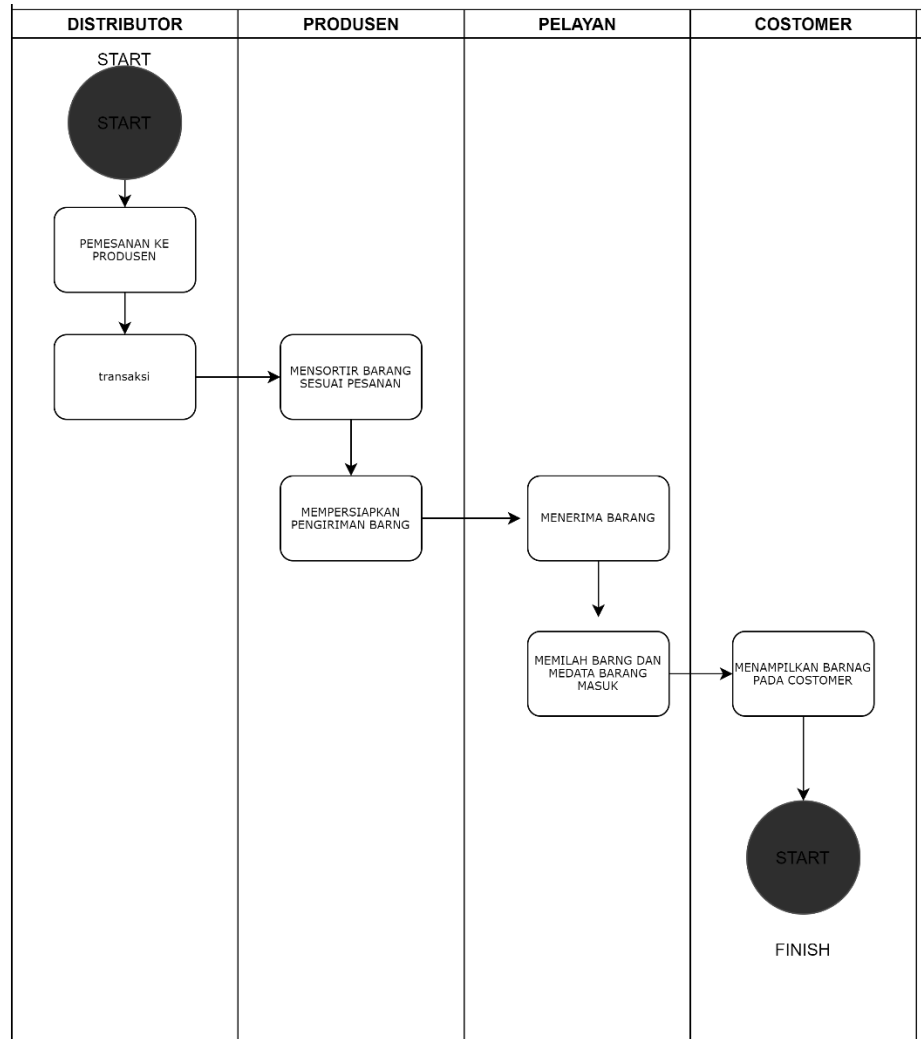 DISTRIBUTOR
PRODUSEN
PELAYAN
COSTOMER
START
START
PEMESANAN KE
PRODUSEN
transaksi
MENSORTIR BARANG
SESUAI PESANAN
MEMPERSIAPKAN
PENGIRIMAN BARNG
MENERIMA BARANG
MEMILAH BARNG DAN
MEDATA BARANG
MASUK
MENAMPILKAN BARNAG
PADA COSTOMER
START
FINISH